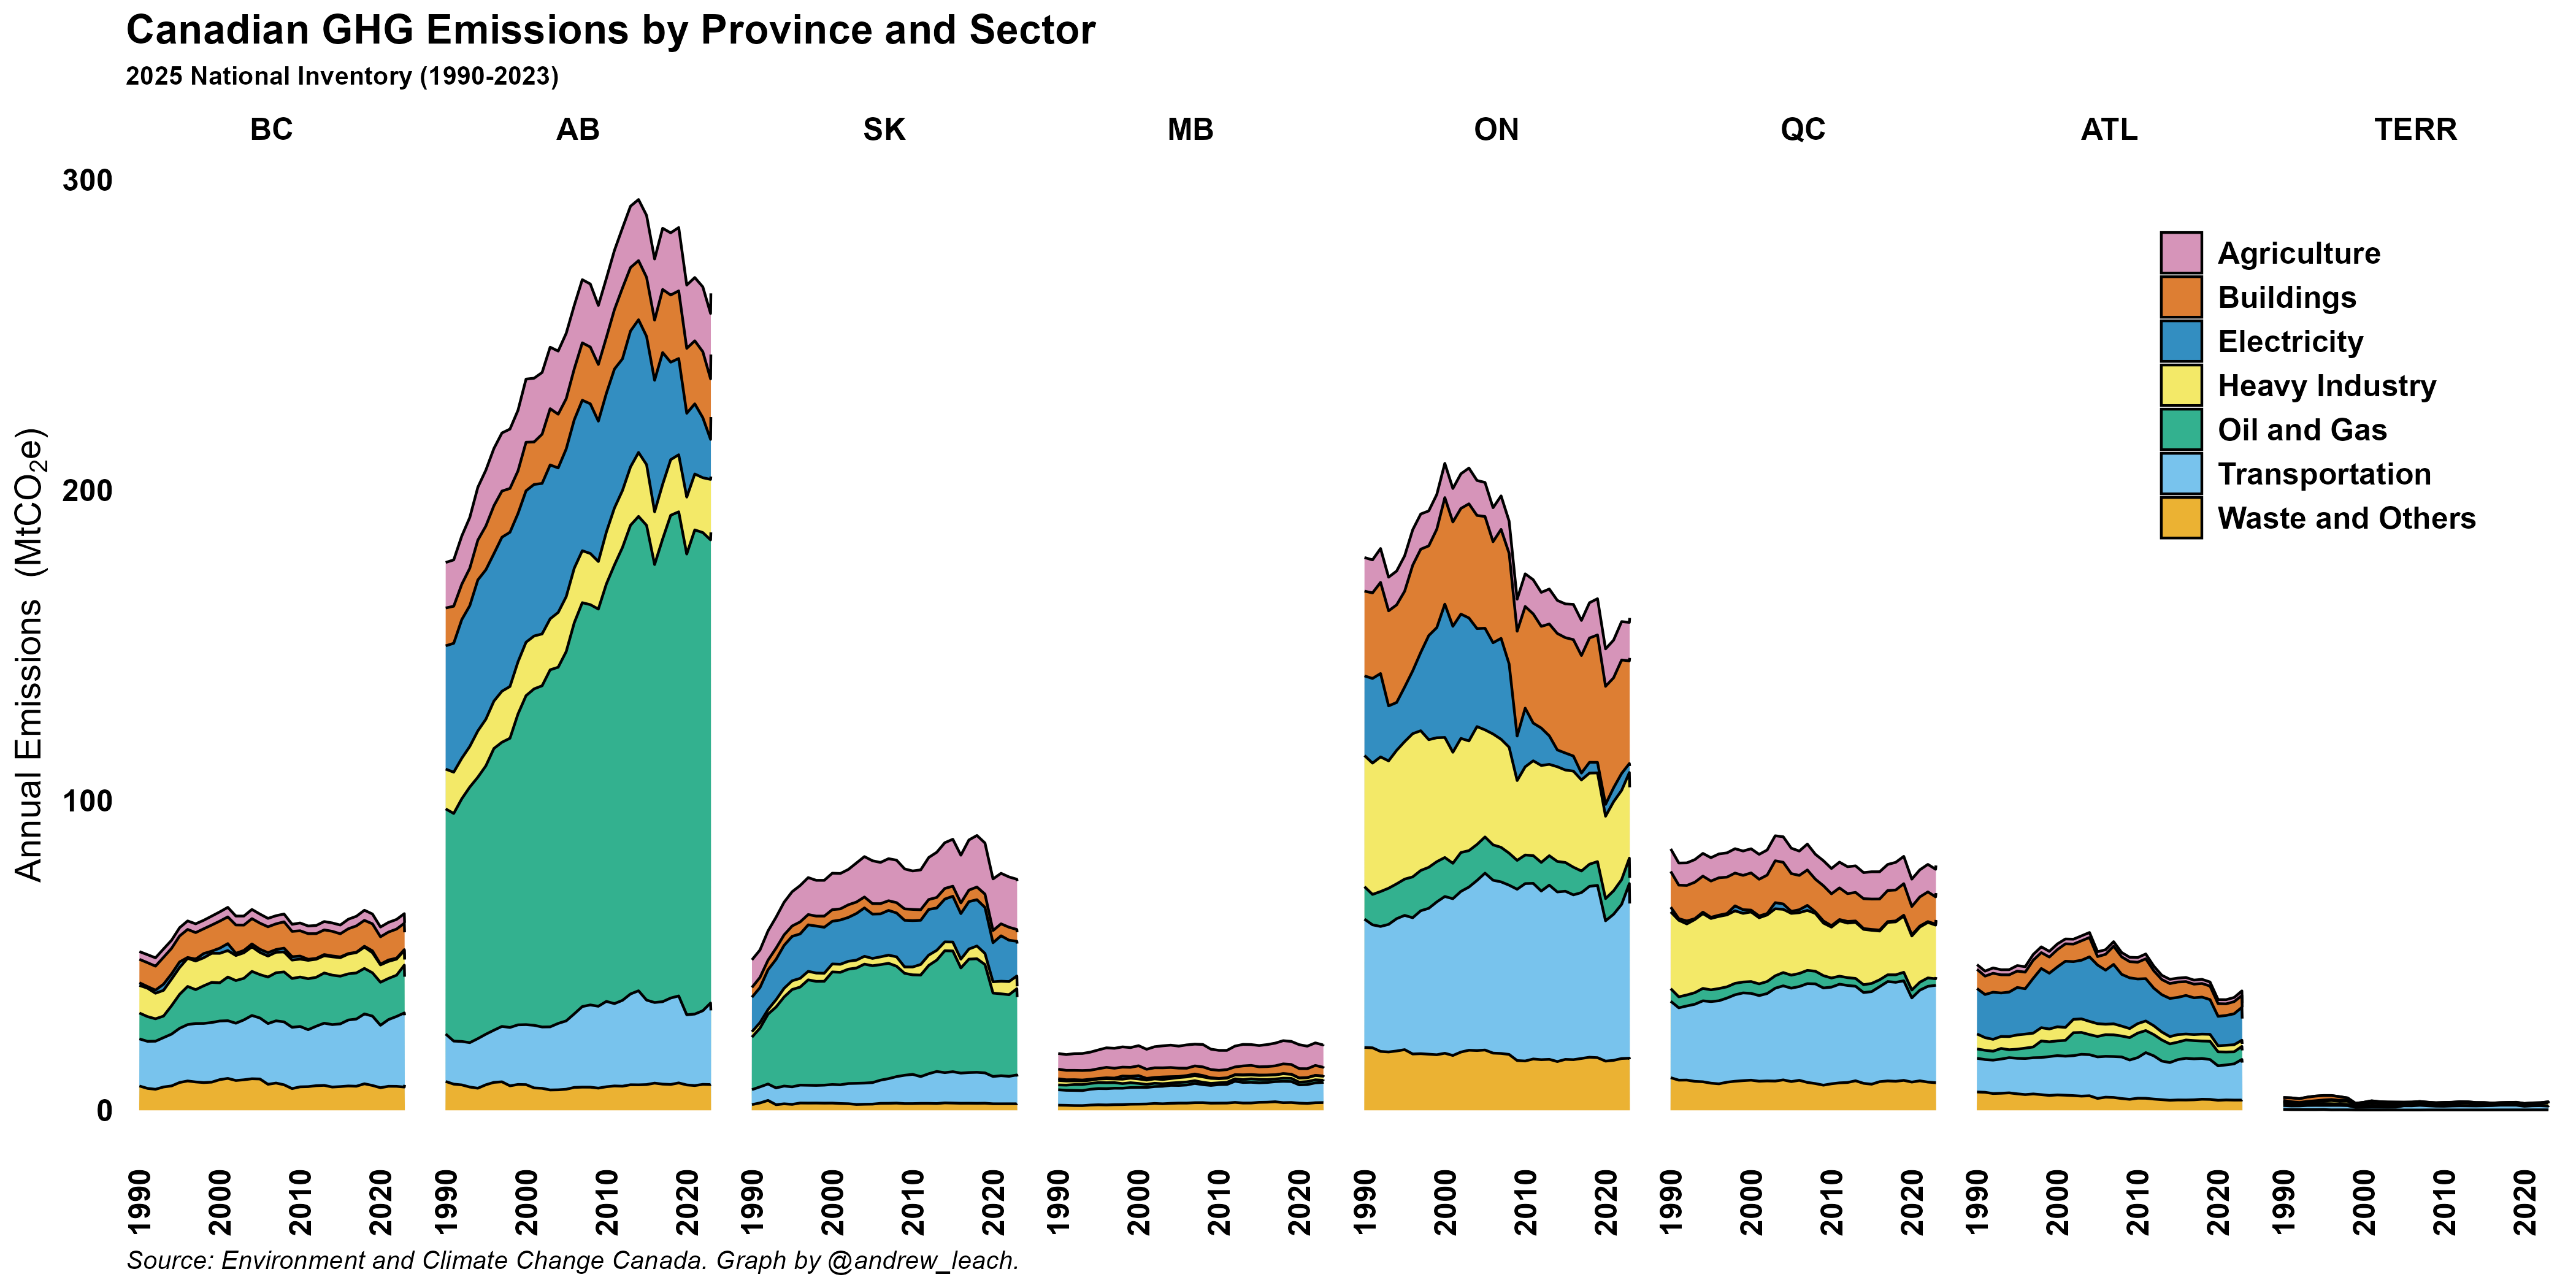 Canadian GHG Emissions by Province and Sector
2025 National Inventory (1990-2023)
BC AB SK MB ON QC ATL TERR
300
200
100
0
Annual Emissions (MtCO₂e)
Agriculture
Buildings
Electricity
Heavy Industry
Oil and Gas
Transportation
Waste and Others
1990 2000 2010 2020 1990 2000 2010 2020 1990 2000 2010 2020 1990 2000 2010 2020 1990 2000 2010 2020 1990 2000 2010 2020 1990 2000 2010 2020 1990 2000 2010 2020
Source: Environment and Climate Change Canada. Graph by @andrew_leach.